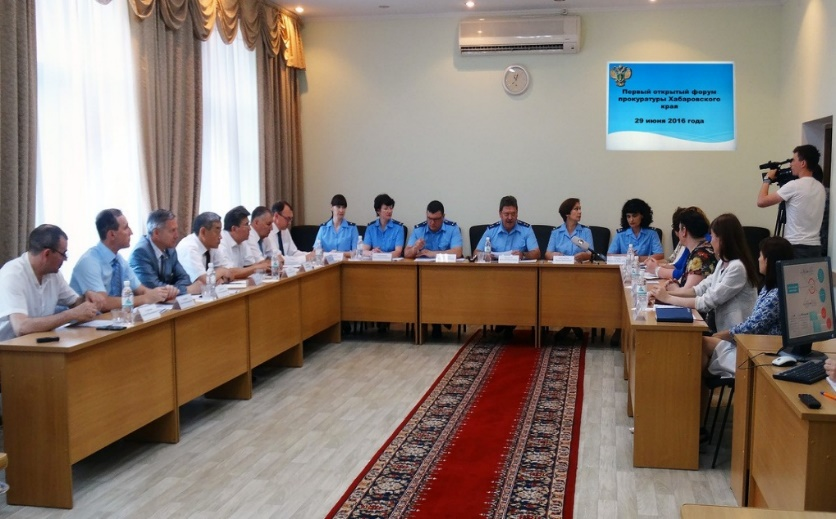 Первый открытый форум
прокуратуры Хабаровского
края
29 июня 2016 года